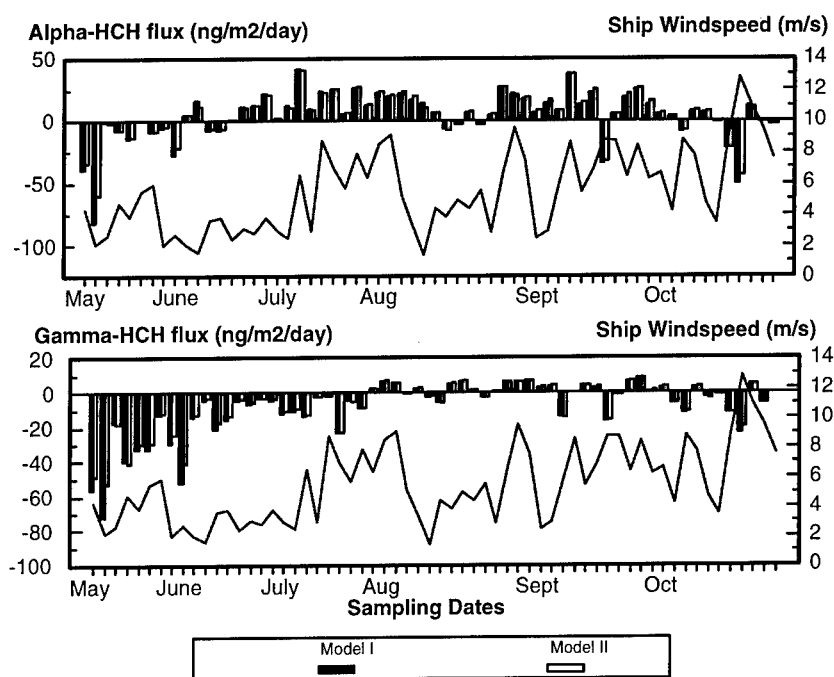 Alpha-HCH flux (ng/m2/day) Ship Windspeed (m/s)
50 14
12
0 10
8
-50 6
4
-100 2
0
May June July Aug Sept Oct
Gamma-HCH flux (ng/m2/day) Ship Windspeed (m/s)
20 14
0 12
-20 10
-40 8
6
-60 4
-80 2
-100 0
May June July Aug Sept Oct
Sampling Dates
Model I Model II